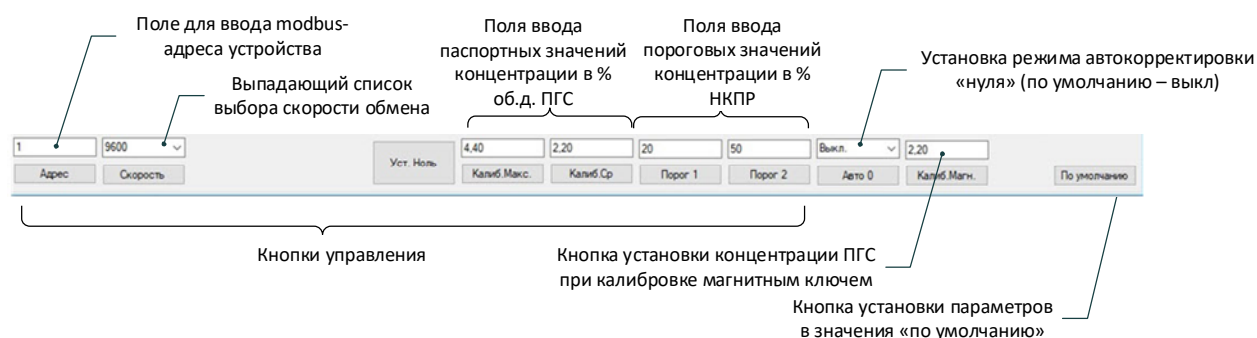 Поле для ввода modbus-
адреса устройства
Выпадающий список
выбора скорости обмена
Поля ввода
паспортных значений
концентрации в %
об.д. ПГС
Поля ввода
пороговых значений
концентрации в %
НКПР
Установка режима автокорректировки
«нуля» (по умолчанию – выкл)
1
9600
4,40
2,20
20
50
Выкл.
2,20
Адрес
Скорость
Уст. Ноль
Калиб.Макс.
Калиб.Ср
Порог 1
Порог 2
Авто 0
Калиб.Магн.
По умолчанию
Кнопки управления
Кнопка установки концентрации ПГС
при калибровке магнитным ключем
Кнопка установки параметров
в значения «по умолчанию»